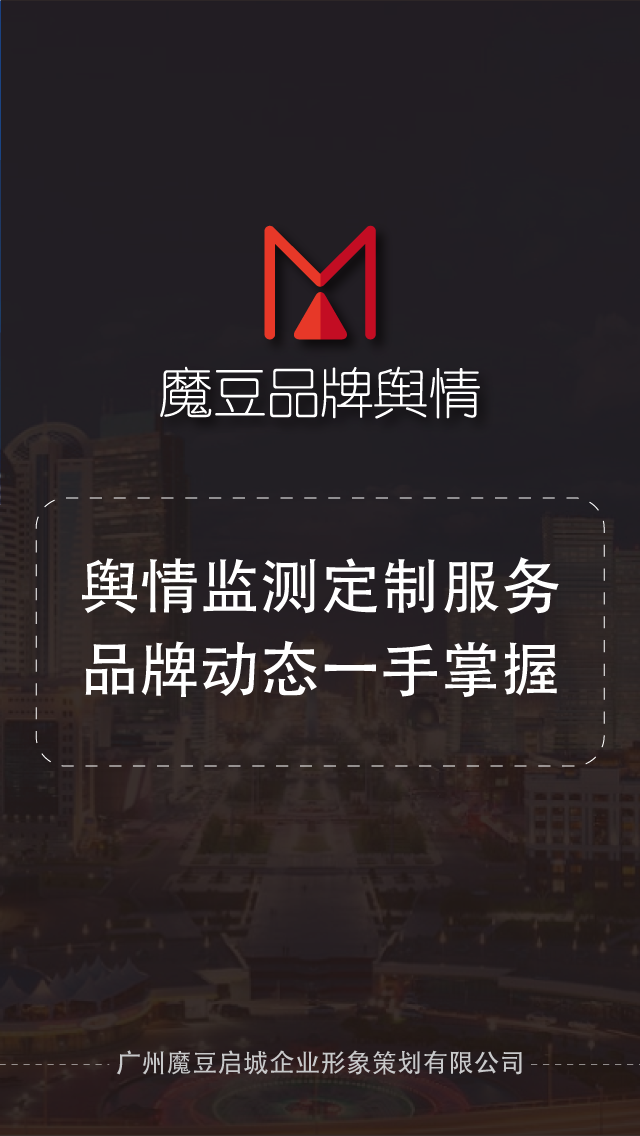 魔豆品牌舆情
舆情监测定制服务
品牌动态一手掌握
广州魔豆启城企业形象策划有限公司